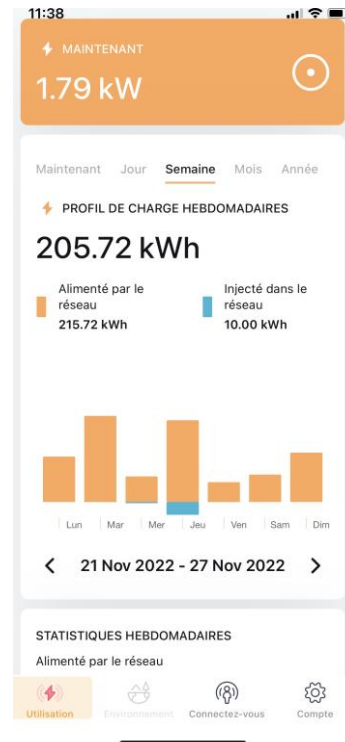 11:38
MAINTENANT
1.79 kW
Maintenant Jour Semaine Mois Année
PROFIL DE CHARGE HEBDOMADAIRES
205.72 kWh
Alimenté par le
réseau
215.72 kWh
Injecté dans le
réseau
10.00 kWh
Lun Mar Mer Jeu Ven Sam Dim
21 Nov 2022 - 27 Nov 2022
STATISTIQUES HEBDOMADAIRES
Alimenté par le réseau
Utilisation Environnement Connectez-vous Compte